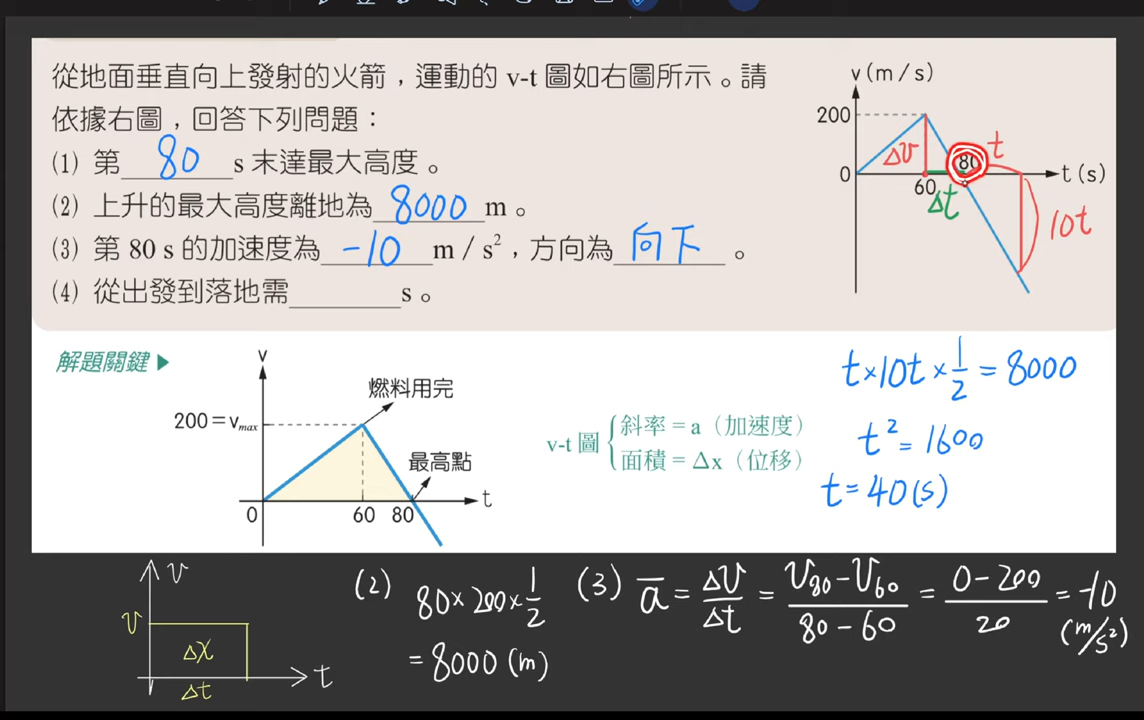 從地面垂直向上發射的火箭，運動的 v-t 圖如右圖所示。請
依據右圖，回答下列問題：
(1) 第 80 s 末達最大高度。
(2) 上升的最大高度離地為 8000 m。
(3) 第 80 s 的加速度為 -10 m / s²，方向為 向下 。
(4) 從出發到落地需 s。
v (m / s)
200
Δv
80
t
0
t (s)
60
Δt
10t
解題關鍵
v
燃料用完
200 = vmax
最高點
t
0
60
80
v-t 圖
斜率 = a（加速度）
面積 = Δx（位移）
t×10t×1/2 = 8000
t² = 1600
t = 40(s)
v
v
Δx
t
Δt
(2) 80×200×1/2
= 8000 (m)
(3) a̅ = Δv/Δt = (V80-V60)/(80-60) = (0-200)/20 = -10
(m/s²)